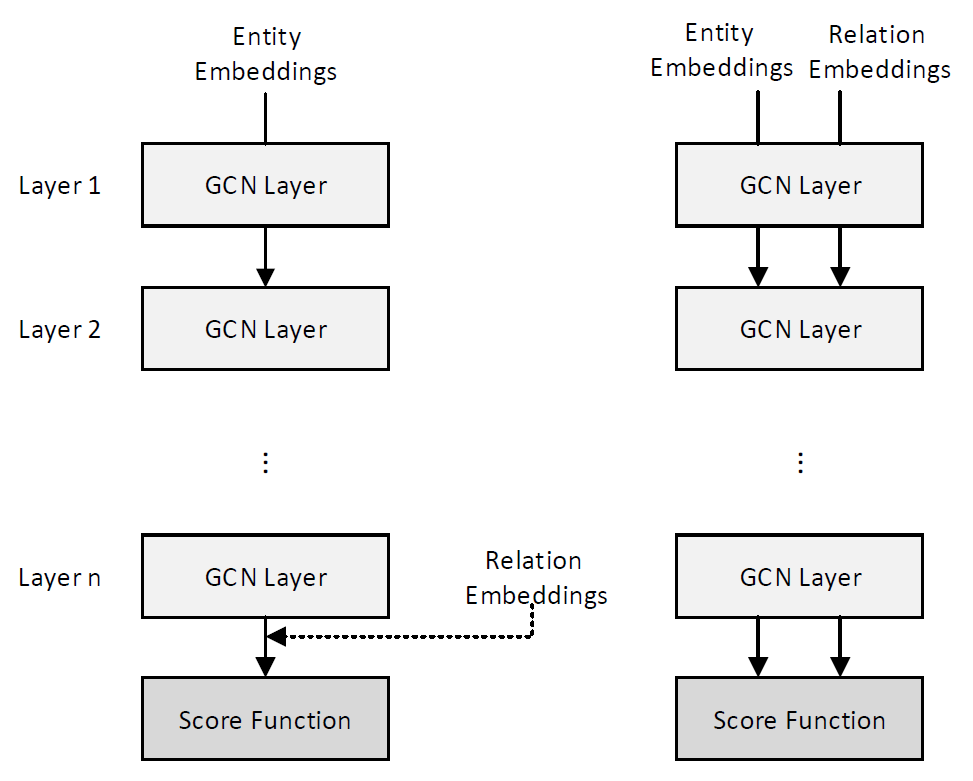 Entity
Embeddings
Entity
Embeddings
Relation
Embeddings
Layer 1
GCN Layer
GCN Layer
Layer 2
GCN Layer
GCN Layer
⋮
⋮
Layer n
GCN Layer
Relation
Embeddings
GCN Layer
Score Function
Score Function